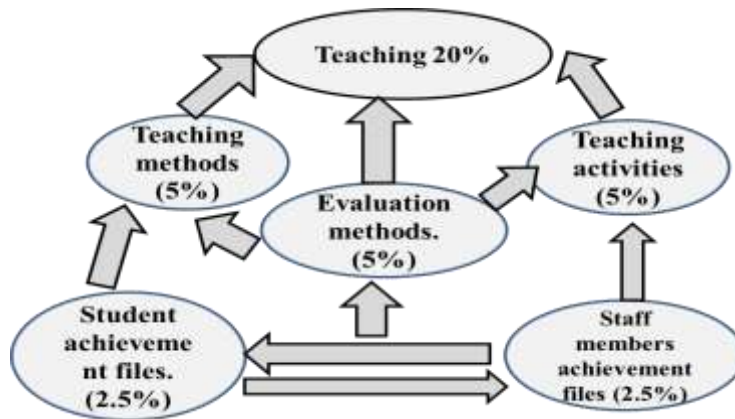 Teaching 20%
Teaching
methods
(5%)
Evaluation
methods.
(5%)
Teaching
activities
(5%)
Student
achieveme
nt files.
(2.5%)
Staff
members
achievement
files (2.5%)